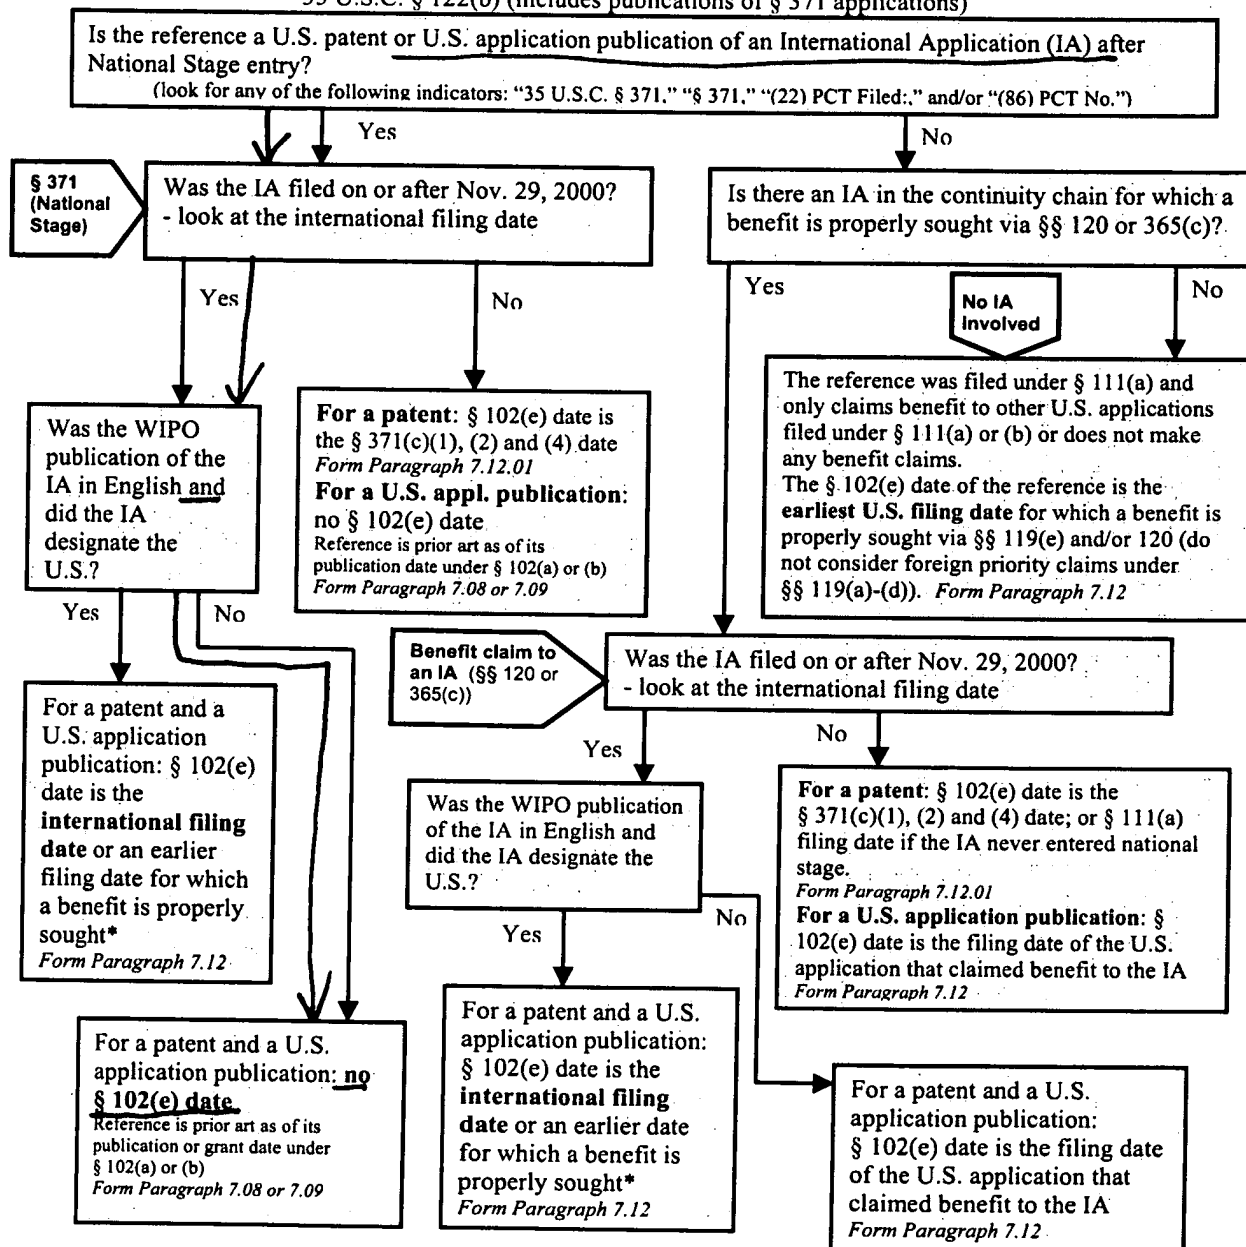 35 U.S.C. § 122(b) (includes publications of § 371 applications)
Is the reference a U.S. patent or U.S. application publication of an International Application (IA) after
National Stage entry?
(look for any of the following indicators: “35 U.S.C. § 371,” “§ 371,” “(22) PCT Filed:,” and/or “(86) PCT No.”)
Yes
No
§ 371
(National
Stage)
Was the IA filed on or after Nov. 29, 2000?
- look at the international filing date
Is there an IA in the continuity chain for which a
benefit is properly sought via §§ 120 or 365(c)?
Yes
No
Yes
No
No IA
Involved
Was the WIPO
publication of the
IA in English and
did the IA
designate the
U.S.?
For a patent: § 102(e) date is
the § 371(c)(1), (2) and (4) date
Form Paragraph 7.12.01
For a U.S. appl. publication:
no § 102(e) date
Reference is prior art as of its
publication date under § 102(a) or (b)
Form Paragraph 7.08 or 7.09
The reference was filed under § 111(a) and
only claims benefit to other U.S. applications
filed under § 111(a) or (b) or does not make
any benefit claims.
The § 102(e) date of the reference is the
earliest U.S. filing date for which a benefit is
properly sought via §§ 119(e) and/or 120 (do
not consider foreign priority claims under
§§ 119(a)-(d)). Form Paragraph 7.12
Yes
No
Benefit claim to
an IA (§§ 120 or
365(c))
Was the IA filed on or after Nov. 29, 2000?
- look at the international filing date
Yes
No
For a patent and a
U.S. application
publication: § 102(e)
date is the
international filing
date or an earlier
filing date for which
a benefit is properly
sought*
Form Paragraph 7.12
Was the WIPO publication
of the IA in English and
did the IA designate the
U.S.?
For a patent: § 102(e) date is the
§ 371(c)(1), (2) and (4) date; or § 111(a)
filing date if the IA never entered national
stage.
Form Paragraph 7.12.01
For a U.S. application publication: §
102(e) date is the filing date of the U.S.
application that claimed benefit to the IA
Form Paragraph 7.12
Yes
No
For a patent and a U.S.
application publication: no
§ 102(e) date
Reference is prior art as of its
publication or grant date under
§ 102(a) or (b)
Form Paragraph 7.08 or 7.09
For a patent and a U.S.
application publication:
§ 102(e) date is the
international filing
date or an earlier date
for which a benefit is
properly sought*
Form Paragraph 7.12
For a patent and a U.S.
application publication:
§ 102(e) date is the filing date
of the U.S. application that
claimed benefit to the IA
Form Paragraph 7.12